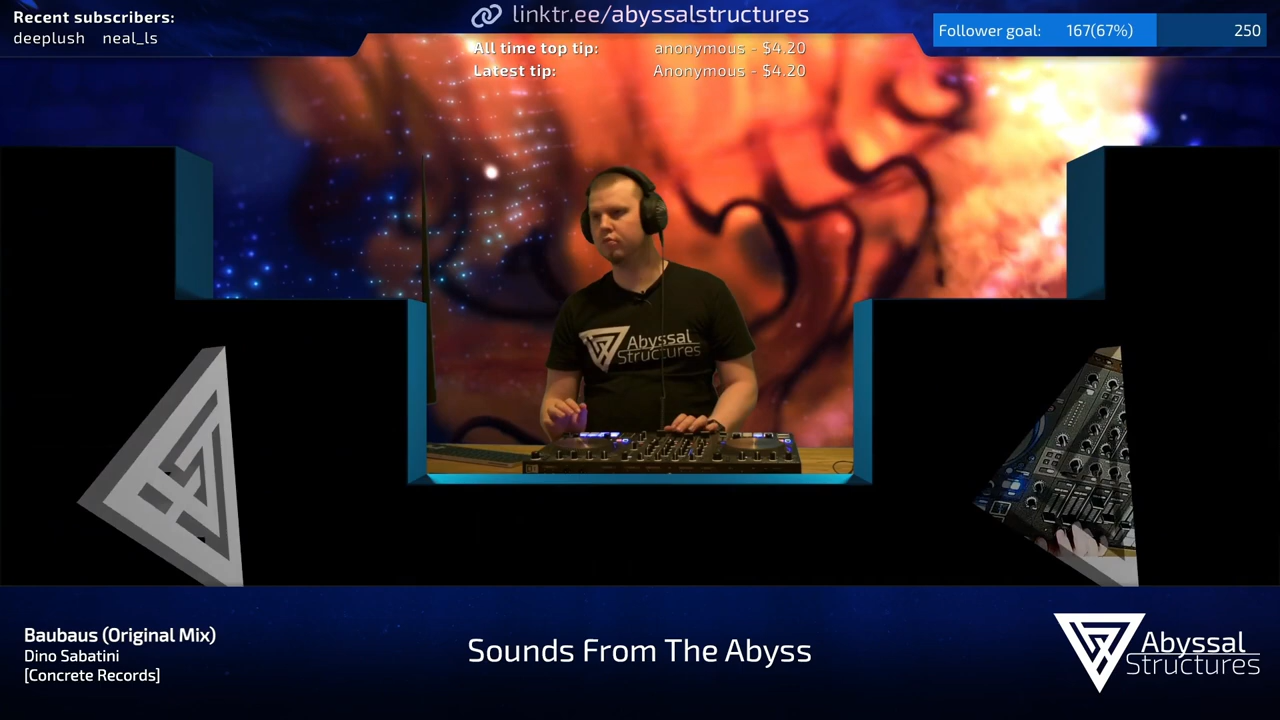 Recent subscribers:
deeplush neal_ls
linktr.ee/abyssalstructures
All time top tip: anonymous - $4.20
Latest tip: Anonymous - $4.20
Follower goal: 167(67%) 250
Abyssal
Structures
Baubaus (Original Mix)
Dino Sabatini
[Concrete Records]
Sounds From The Abyss
Abyssal
Structures